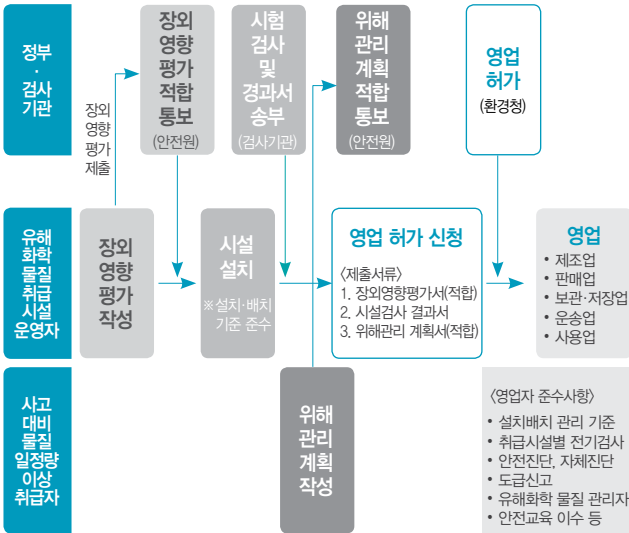 정부
·
검사
기관
장외
영향
평가
제출
장외
영향
평가
적합
통보
(안전원)
시험
검사
및
경과서
송부
(검사기관)
위해
관리
계획
적합
통보
(안전원)
영업
허가
(환경청)
유해
화학
물질
취급
시설
운영자
장외
영향
평가
작성
시설
설치
※설치·배치
기준 준수
영업 허가 신청
〈제출서류〉
1. 장외영향평가서(적합)
2. 시설검사 결과서
3. 위해관리 계획서(적합)
영업
• 제조업
• 판매업
• 보관·저장업
• 운송업
• 사용업
사고
대비
물질
일정량
이상
취급자
위해
관리
계획
작성
〈영업자 준수사항〉
• 설치배치 관리 기준
• 취급시설별 전기검사
• 안전진단, 자체진단
• 도급신고
• 유해화학 물질 관리자
• 안전교육 이수 등